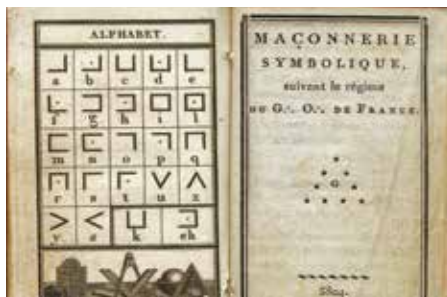 ALPHABET.
a b c d e
f g h i l
m n o p q
r s t u z
y & k ch
MAÇONNERIE
SYMBOLIQUE,
suivant le régime
DU G∴ O∴ DE FRANCE.
G